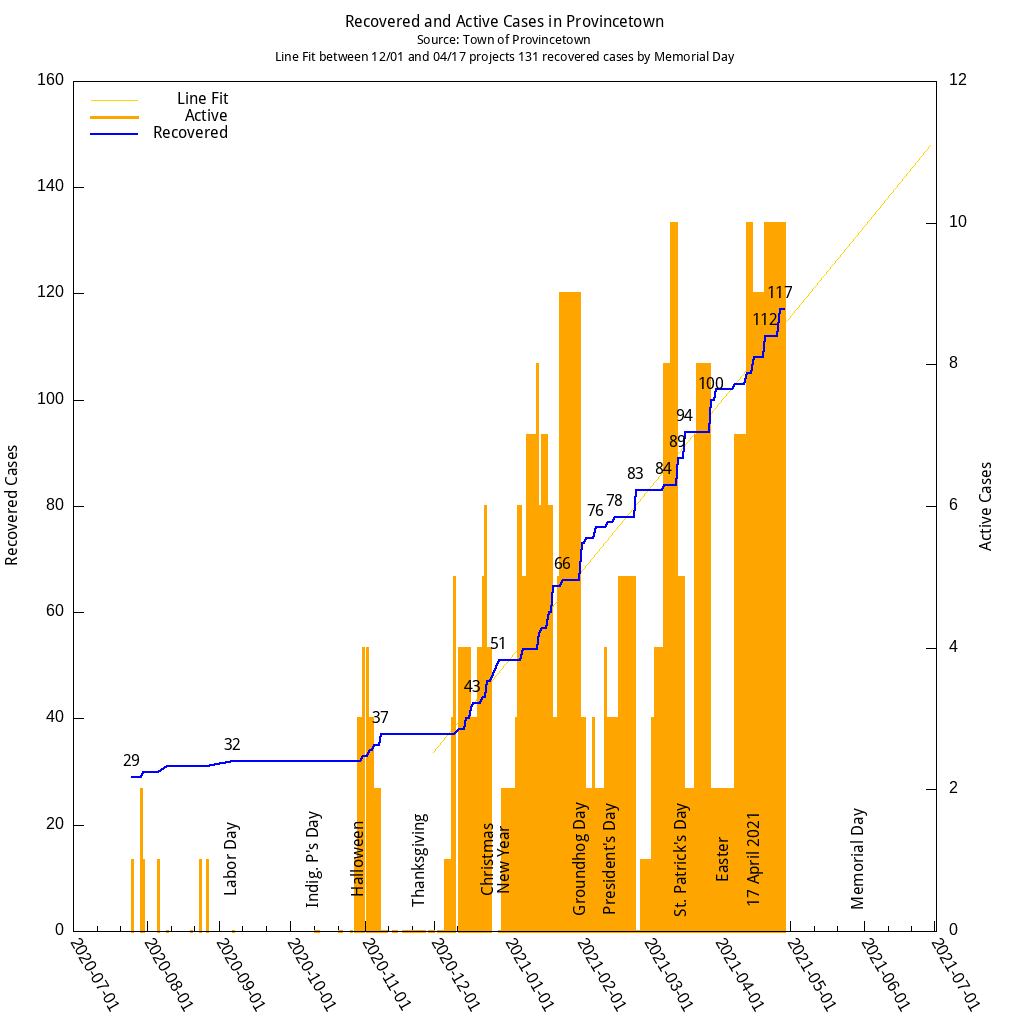 Recovered and Active Cases in Provincetown
Source: Town of Provincetown
Line Fit between 12/01 and 04/17 projects 131 recovered cases by Memorial Day
160
140
120
100
80
60
40
20
0
Recovered Cases
12
10
8
6
4
2
0
Active Cases
Line Fit
Active
Recovered
29
32
37
43
51
66
76
78
83
84
89
94
100
112
117
Labor Day
Indig. P's Day
Halloween
Thanksgiving
Christmas
New Year
Groundhog Day
President's Day
St. Patrick's Day
Easter
17 April 2021
Memorial Day
2020-07-01
2020-08-01
2020-09-01
2020-10-01
2020-11-01
2020-12-01
2021-01-01
2021-02-01
2021-03-01
2021-04-01
2021-05-01
2021-06-01
2021-07-01